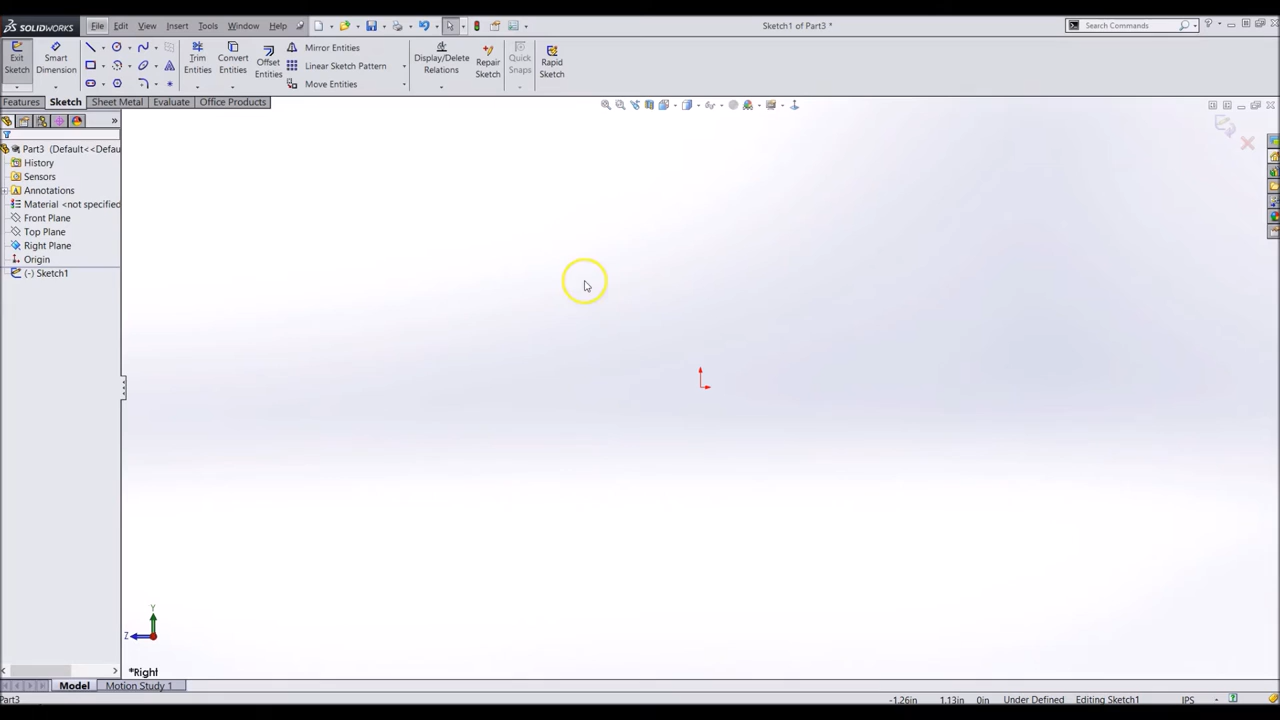 SOLIDWORKS File Edit View Insert Tools Window Help Sketch1 of Part3 * Search Commands
Exit Sketch Smart Dimension Trim Entities Convert Entities Offset Entities Mirror Entities Linear Sketch Pattern Move Entities Display/Delete Relations Repair Sketch Quick Snaps Rapid Sketch
Features Sketch Sheet Metal Evaluate Office Products
Part3 (Default<<Defau
History
Sensors
Annotations
Material <not specified
Front Plane
Top Plane
Right Plane
Origin
(-) Sketch1
Y
Z
*Right
Model Motion Study 1
Part3 -1.26in 1.13in 0in Under Defined Editing Sketch1 IPS